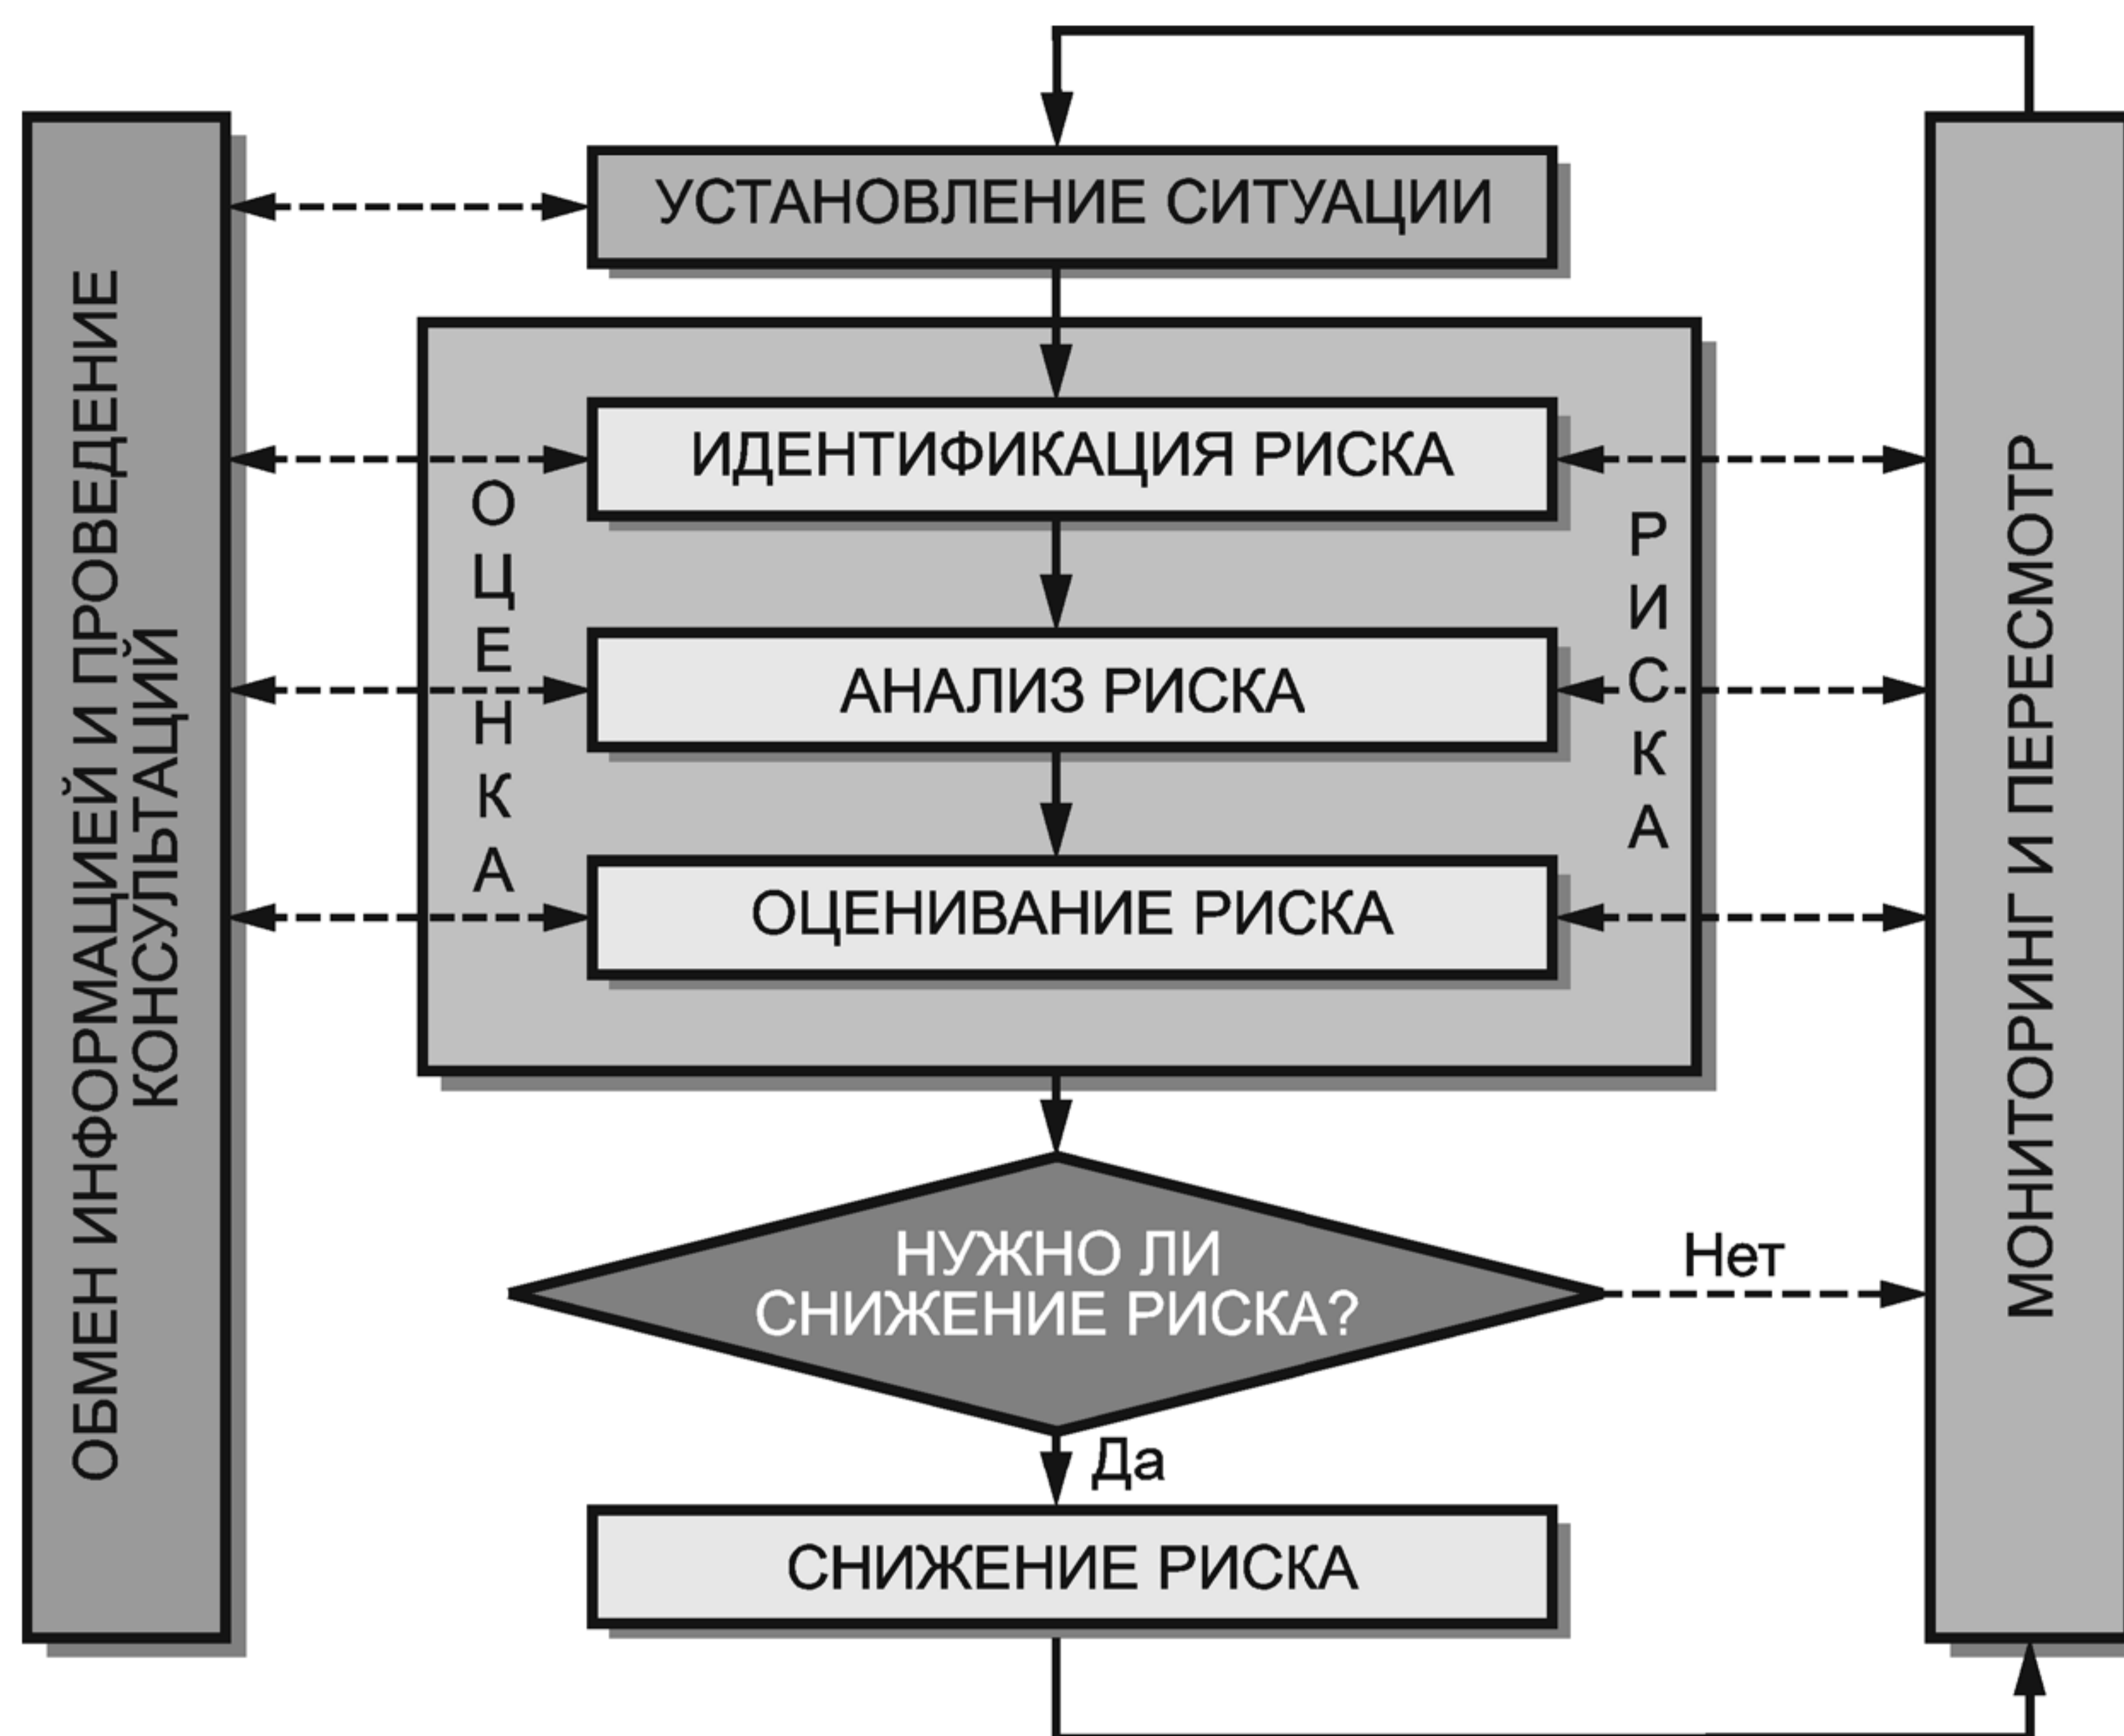 ОБМЕН ИНФОРМАЦИЕЙ И ПРОВЕДЕНИЕ
КОНСУЛЬТАЦИЙ
УСТАНОВЛЕНИЕ СИТУАЦИИ
ОЦЕНКА
РИСКА
ИДЕНТИФИКАЦИЯ РИСКА
АНАЛИЗ РИСКА
ОЦЕНИВАНИЕ РИСКА
НУЖНО ЛИ
СНИЖЕНИЕ РИСКА?
Нет
Да
СНИЖЕНИЕ РИСКА
МОНИТОРИНГ И ПЕРЕСМОТР